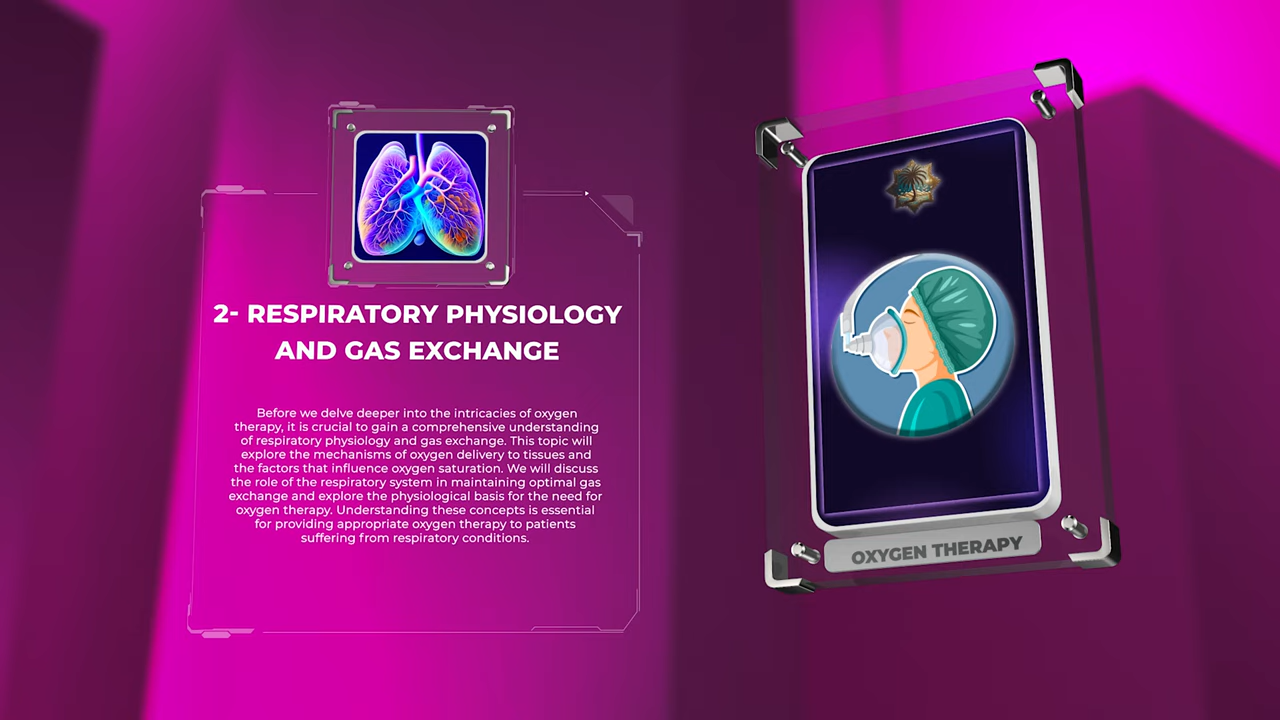 2- RESPIRATORY PHYSIOLOGY
AND GAS EXCHANGE
Before we delve deeper into the intricacies of oxygen
therapy, it is crucial to gain a comprehensive understanding
of respiratory physiology and gas exchange. This topic will
explore the mechanisms of oxygen delivery to tissues and
the factors that influence oxygen saturation. We will discuss
the role of the respiratory system in maintaining optimal gas
exchange and explore the physiological basis for the need for
oxygen therapy. Understanding these concepts is essential
for providing appropriate oxygen therapy to patients
suffering from respiratory conditions.
OXYGEN THERAPY